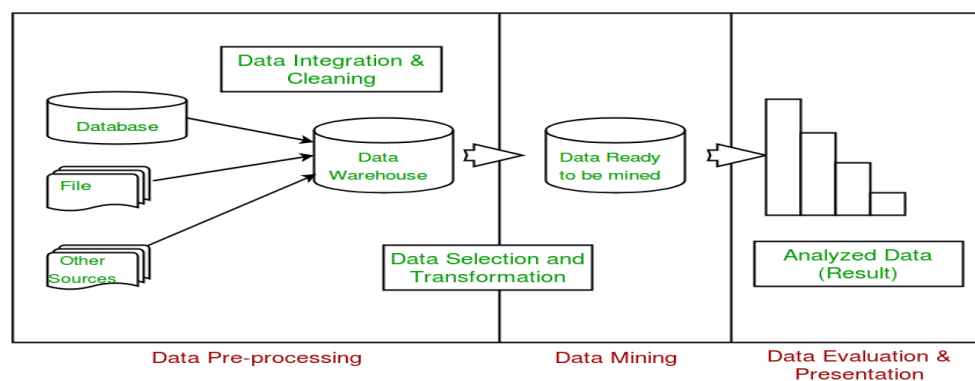 Data Integration &
Cleaning
Database
File
Other
Sources
Data
Warehouse
Data Selection and
Transformation
Data Ready
to be mined
Analyzed Data
(Result)
Data Pre-processing
Data Mining
Data Evaluation &
Presentation